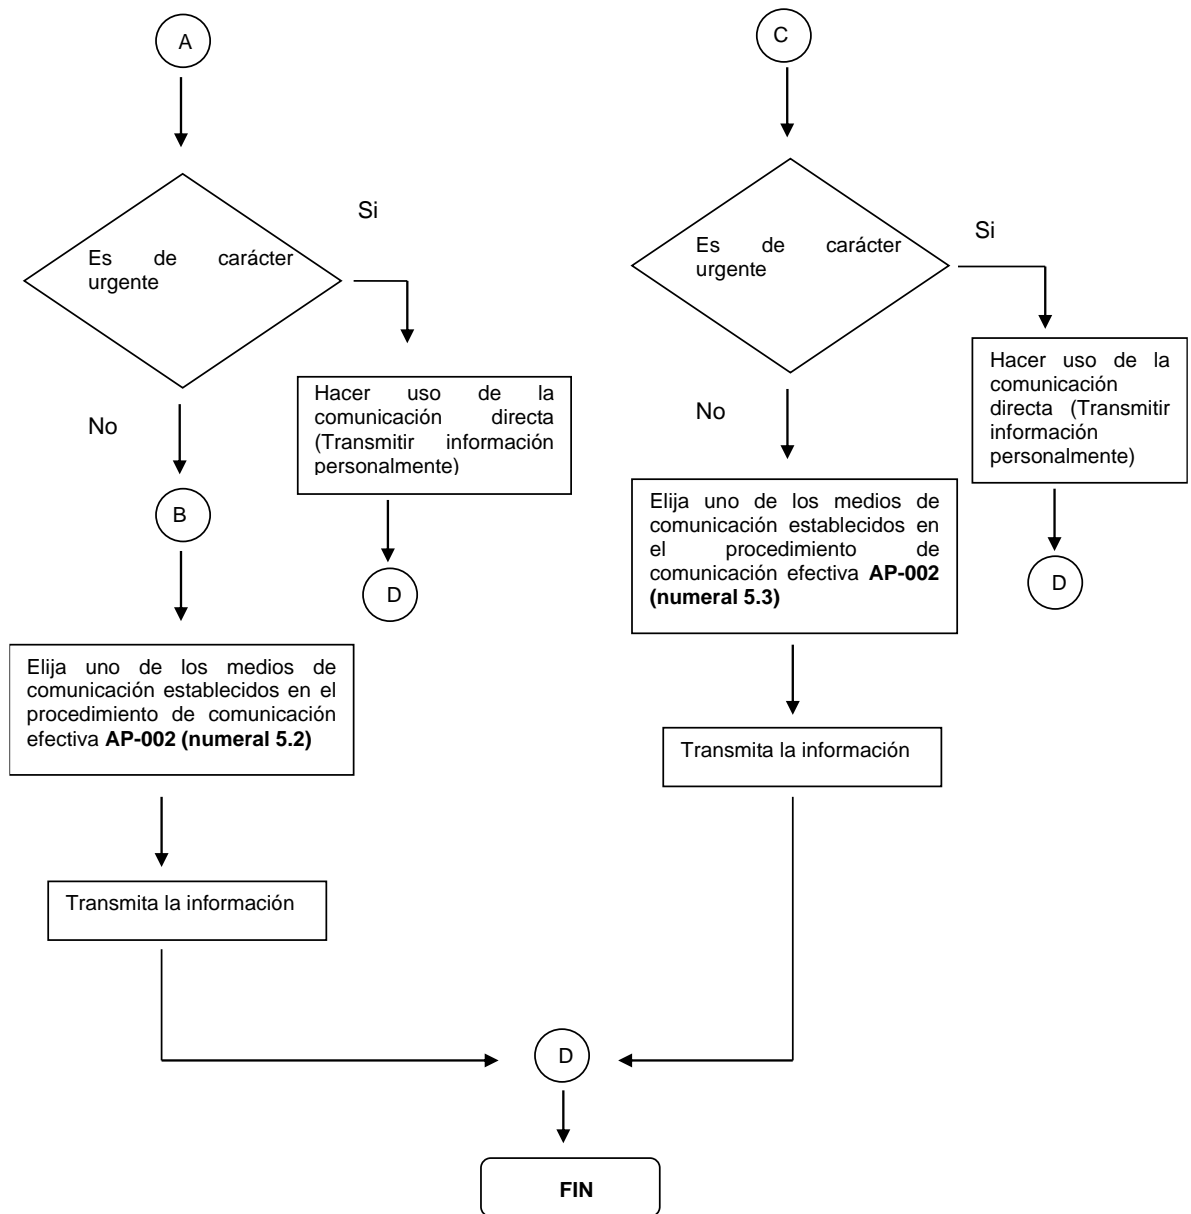 A
Es de carácter
urgente
Si
Hacer uso de la
comunicación directa
(Transmitir información
personalmente)
D
No
B
Elija uno de los medios de
comunicación establecidos en el
procedimiento de comunicación
efectiva AP-002 (numeral 5.2)
Transmita la información
C
Es de carácter
urgente
Si
Hacer uso de la
comunicación
directa (Transmitir
información
personalmente)
D
No
Elija uno de los medios de
comunicación establecidos en
el procedimiento de
comunicación efectiva AP-002
(numeral 5.3)
Transmita la información
D
FIN